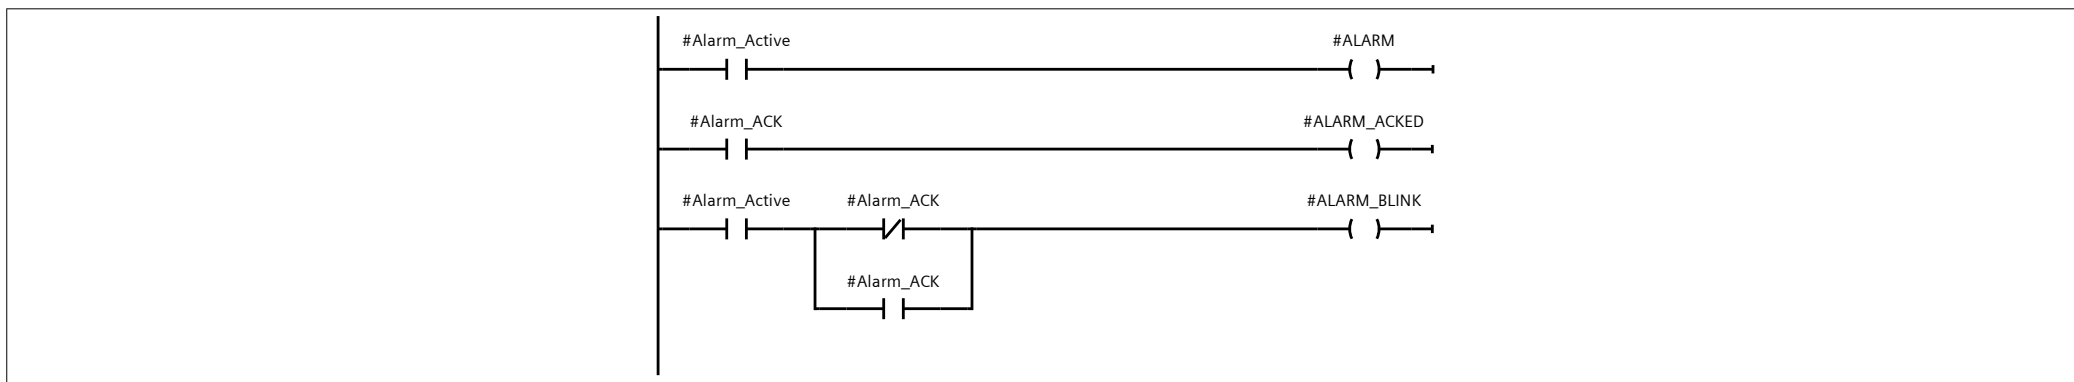 #Alarm_Active #ALARM
#Alarm_ACK #ALARM_ACKED
#Alarm_Active #Alarm_ACK #ALARM_BLINK
#Alarm_ACK